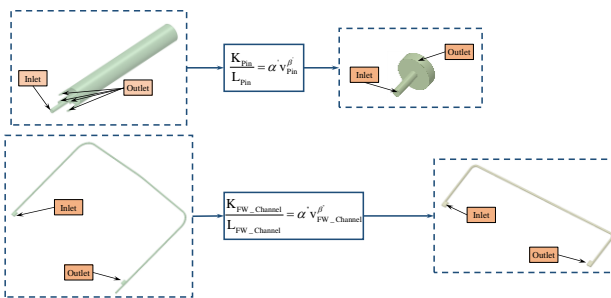 Inlet
Outlet
K_Pin / L_Pin = α' v_Pin^β'
Inlet
Outlet
Inlet
Outlet
K_FW_Channel / L_FW_Channel = α' v_FW_Channel^β'
Inlet
Outlet